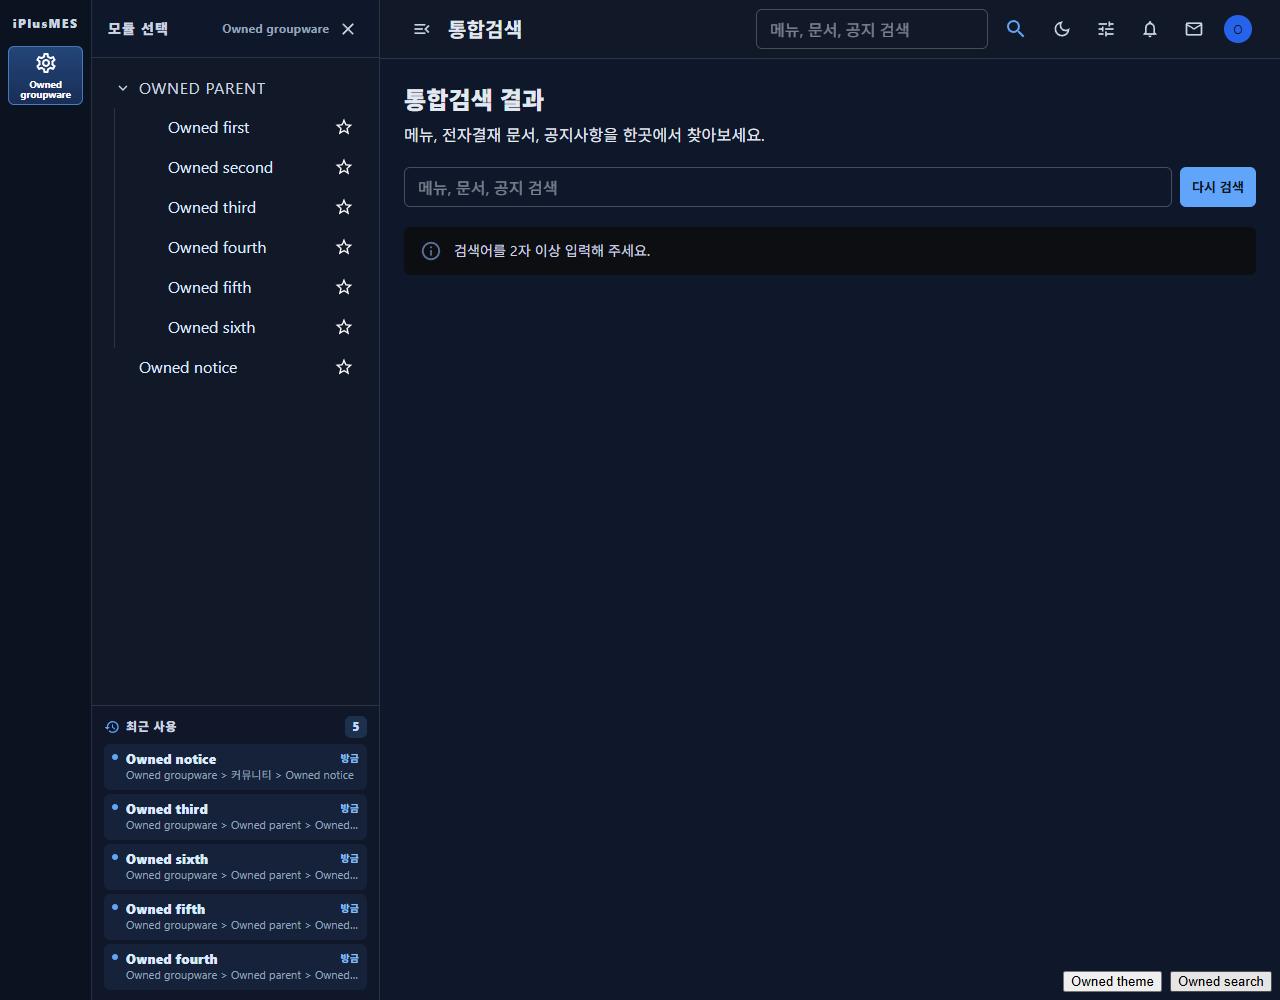 iPlusMES
Owned
groupware
모듈 선택
Owned groupware
OWNED PARENT
Owned first
Owned second
Owned third
Owned fourth
Owned fifth
Owned sixth
Owned notice
최근 사용
5
Owned notice
방금
Owned groupware > 커뮤니티 > Owned notice
Owned third
방금
Owned groupware > Owned parent > Owned...
Owned sixth
방금
Owned groupware > Owned parent > Owned...
Owned fifth
방금
Owned groupware > Owned parent > Owned...
Owned fourth
방금
Owned groupware > Owned parent > Owned...
통합검색
메뉴, 문서, 공지 검색
O
통합검색 결과
메뉴, 전자결재 문서, 공지사항을 한곳에서 찾아보세요.
메뉴, 문서, 공지 검색
다시 검색
검색어를 2자 이상 입력해 주세요.
Owned theme
Owned search